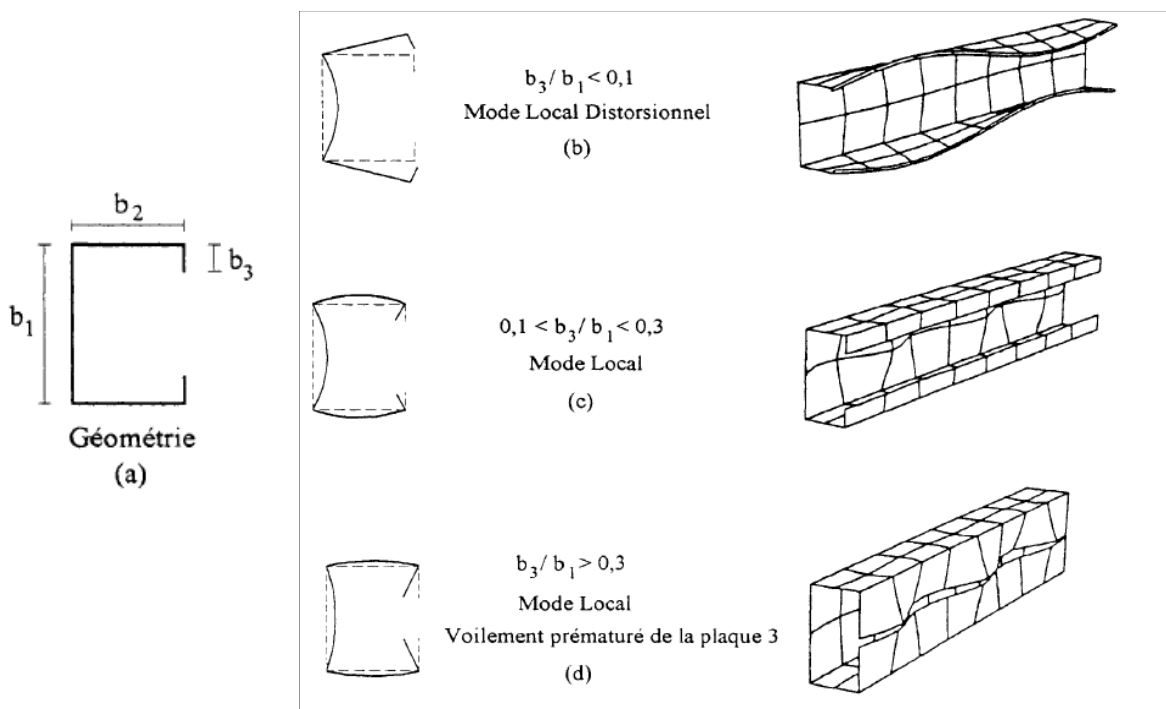 b2
b3
b1
Géométrie
(a)
b3 / b1 < 0,1
Mode Local Distorsionnel
(b)
0,1 < b3 / b1 < 0,3
Mode Local
(c)
b3 / b1 > 0,3
Mode Local
Voilement prématuré de la plaque 3
(d)